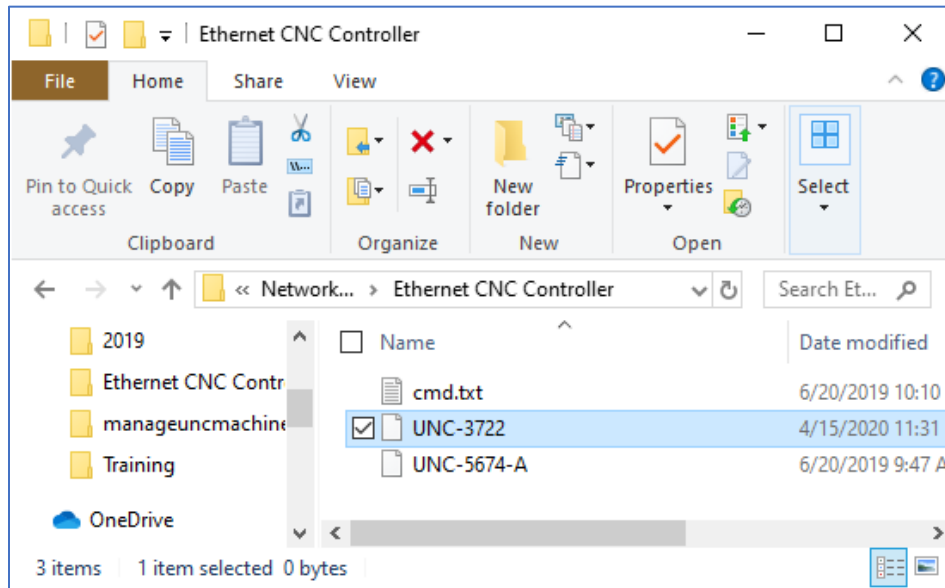 Ethernet CNC Controller
File Home Share View
Pin to Quick access
Copy
Paste
W...
New folder
Properties
Select
Clipboard Organize New Open
« Network... > Ethernet CNC Controller
Search Et...
2019
Ethernet CNC Contr
manageuncmachine
Training
OneDrive
Name Date modified
cmd.txt 6/20/2019 10:10
UNC-3722 4/15/2020 11:31
UNC-5674-A 6/20/2019 9:47 A
3 items 1 item selected 0 bytes